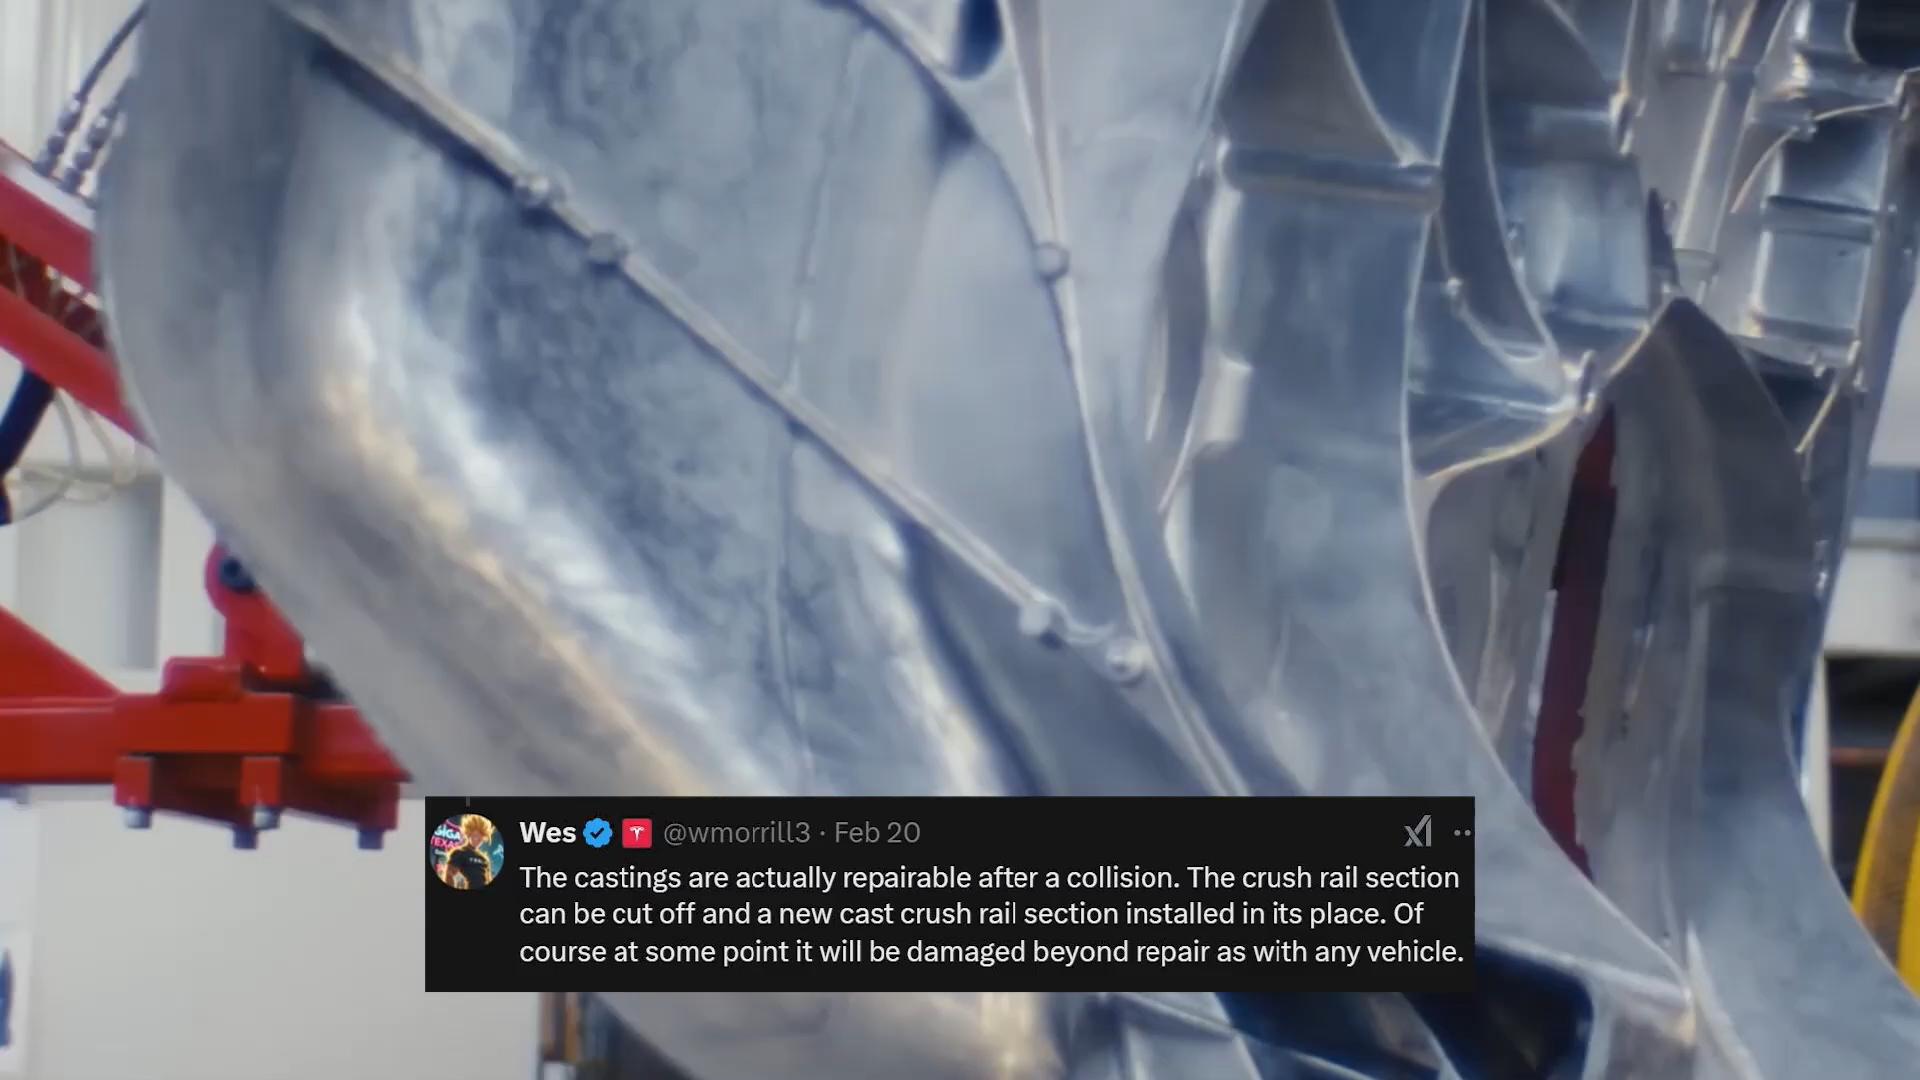 Wes @wmorrill3 · Feb 20
The castings are actually repairable after a collision. The crush rail section
can be cut off and a new cast crush rail section installed in its place. Of
course at some point it will be damaged beyond repair as with any vehicle.